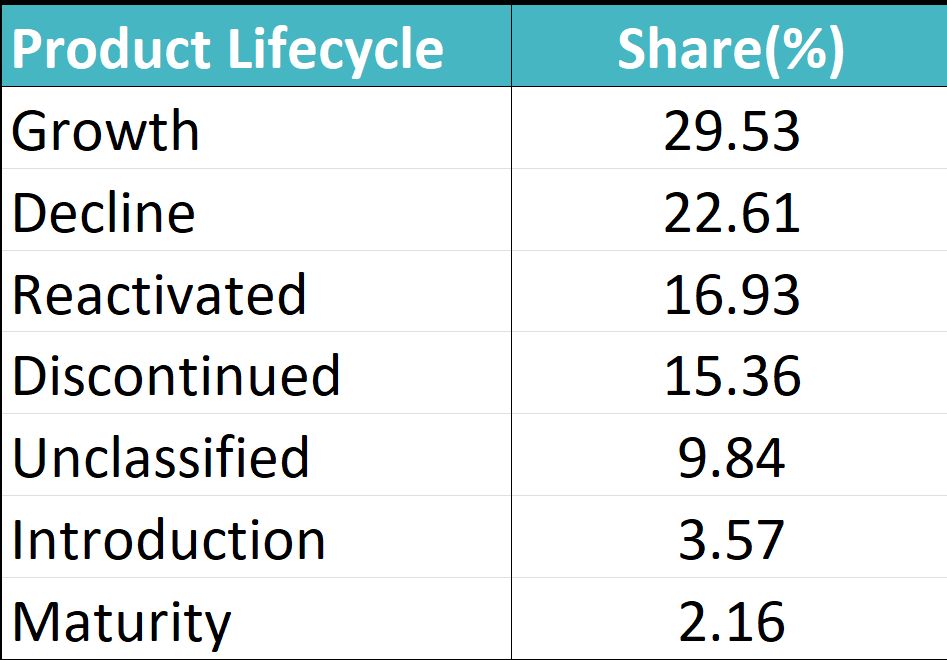 Product Lifecycle Share(%)
Growth 29.53
Decline 22.61
Reactivated 16.93
Discontinued 15.36
Unclassified 9.84
Introduction 3.57
Maturity 2.16